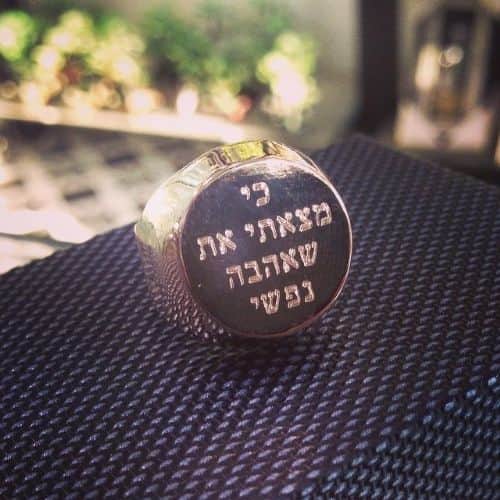 כי
מצאתי את
שאהבה
נפשי